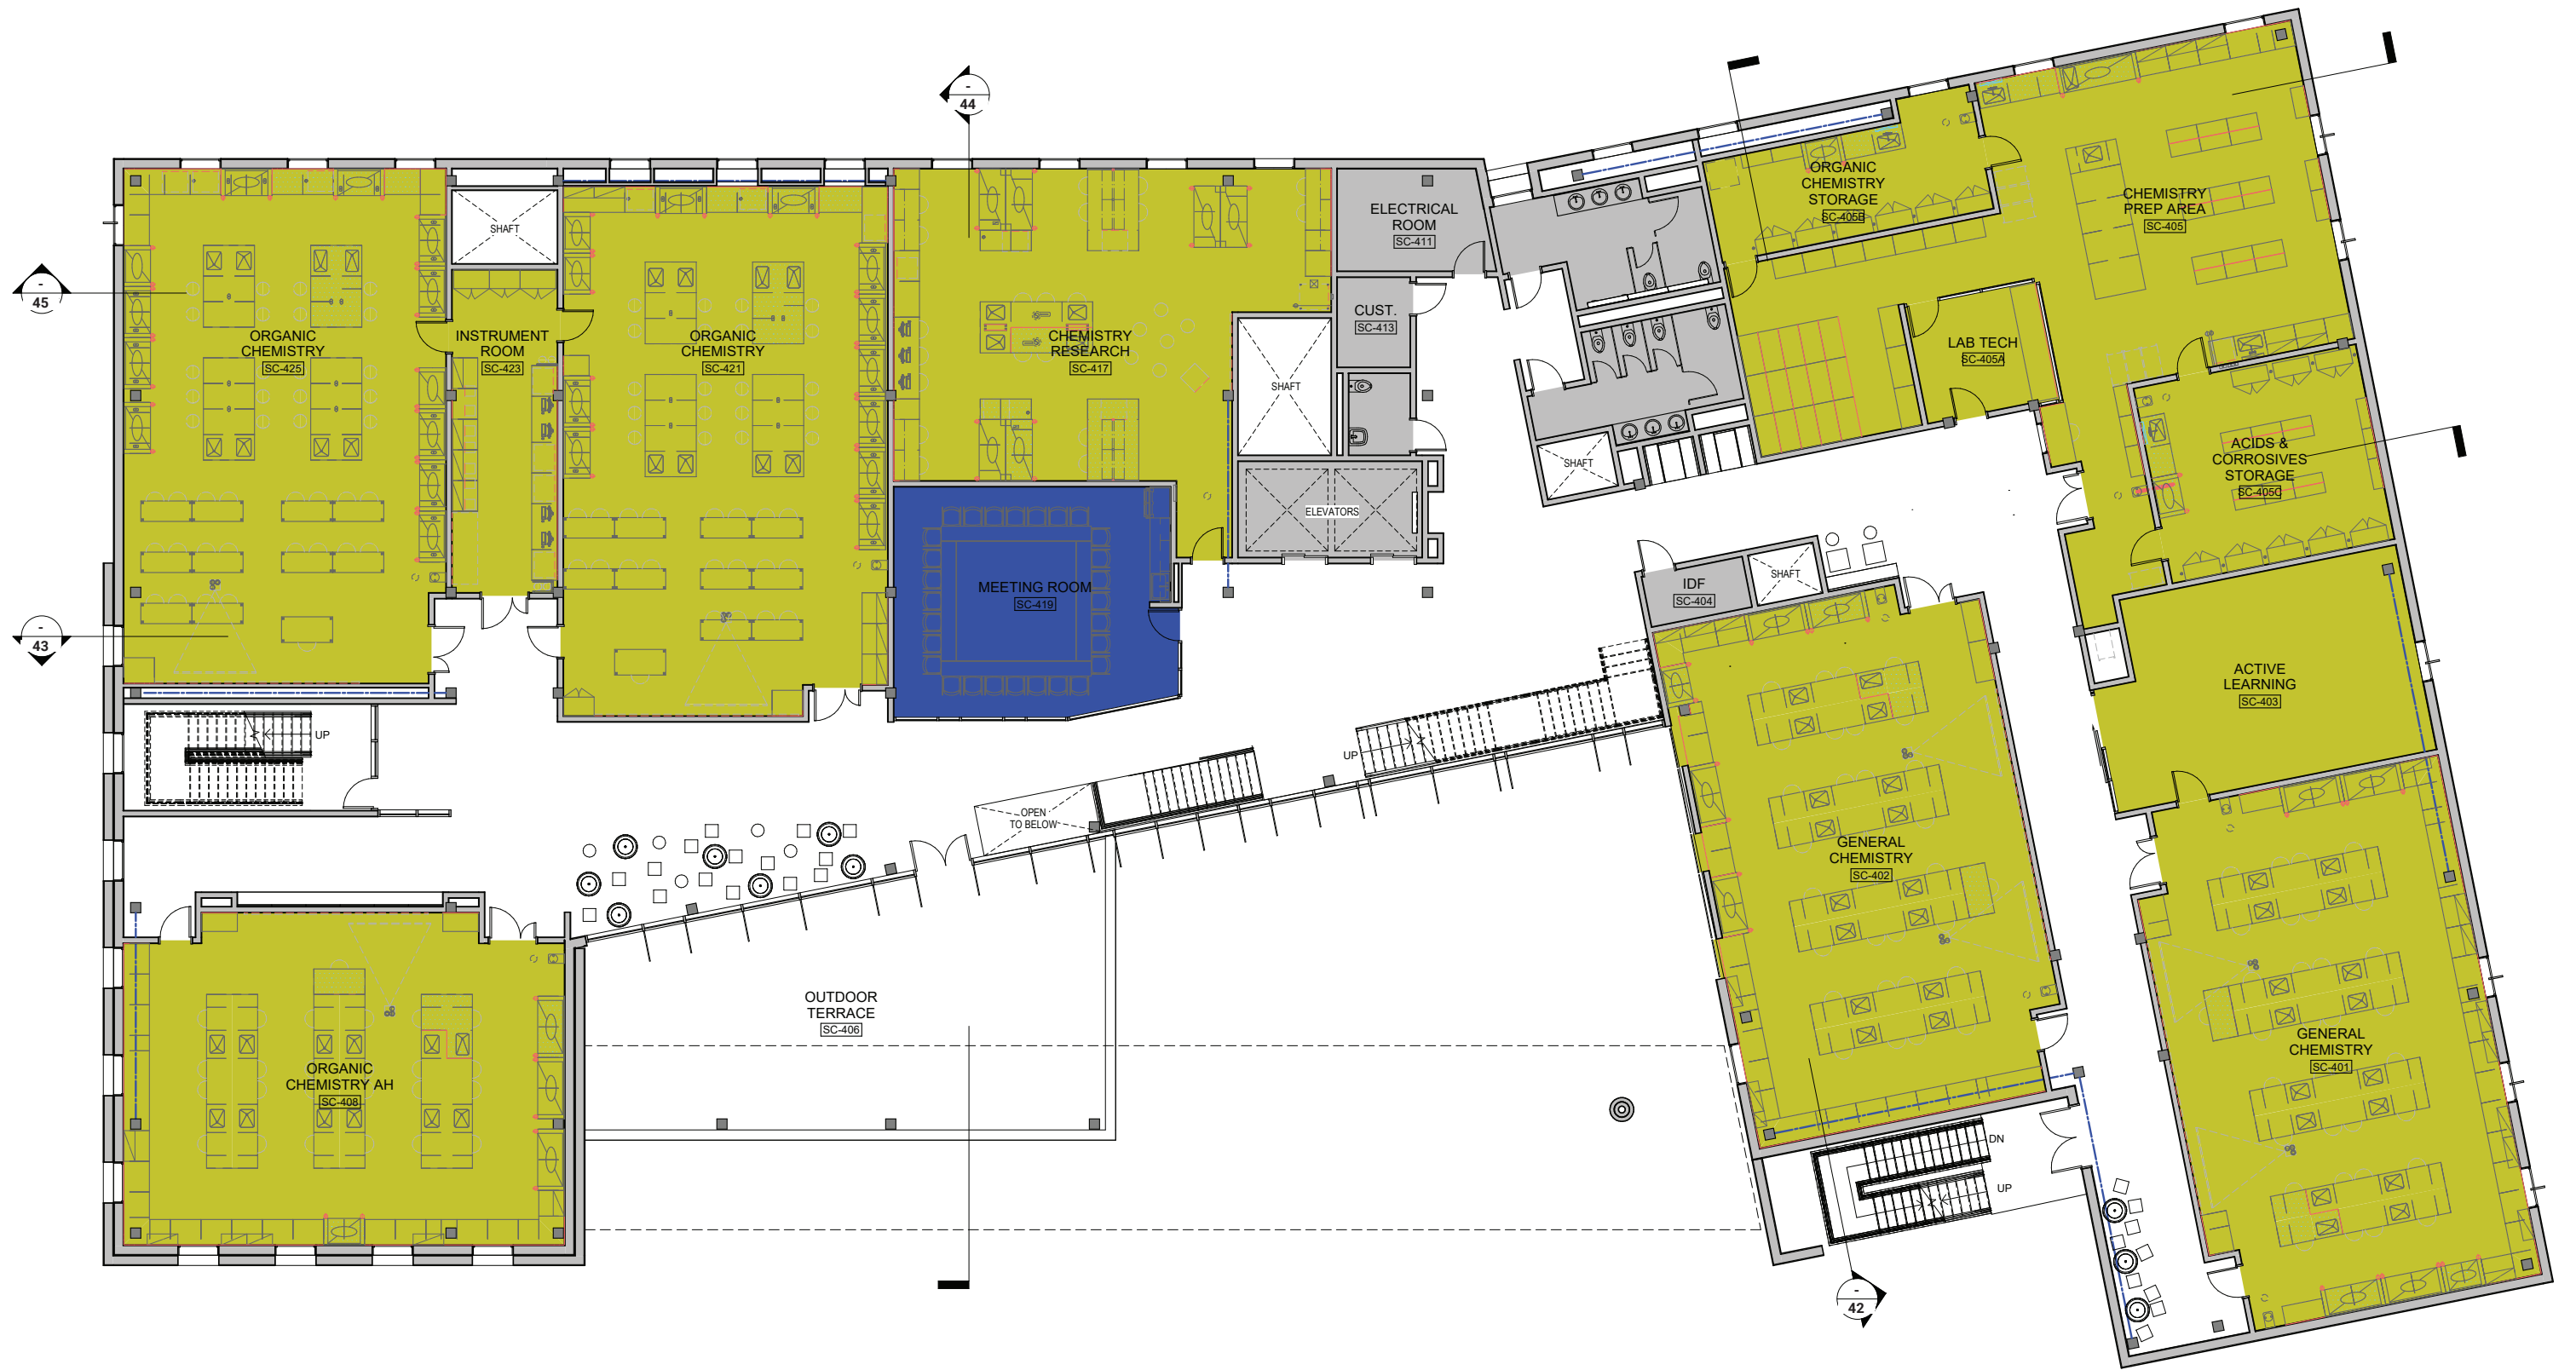 -
44
ORGANIC
CHEMISTRY
STORAGE
SC-405B
CHEMISTRY
PREP AREA
SC-405
SHAFT
ELECTRICAL
ROOM
SC-411
-
45
ORGANIC
CHEMISTRY
SC-425
INSTRUMENT
ROOM
SC-423
ORGANIC
CHEMISTRY
SC-421
CHEMISTRY
RESEARCH
SC-417
CUST.
SC-413
SHAFT
LAB TECH
SC-405A
SHAFT
ACIDS &
CORROSIVES
STORAGE
SC-405C
ELEVATORS
MEETING ROOM
SC-419
IDF
SC-404
SHAFT
-
43
ACTIVE
LEARNING
SC-403
UP
UP
OPEN
TO BELOW
GENERAL
CHEMISTRY
SC-402
OUTDOOR
TERRACE
SC-406
ORGANIC
CHEMISTRY AH
SC-408
GENERAL
CHEMISTRY
SC-401
DN
UP
-
42